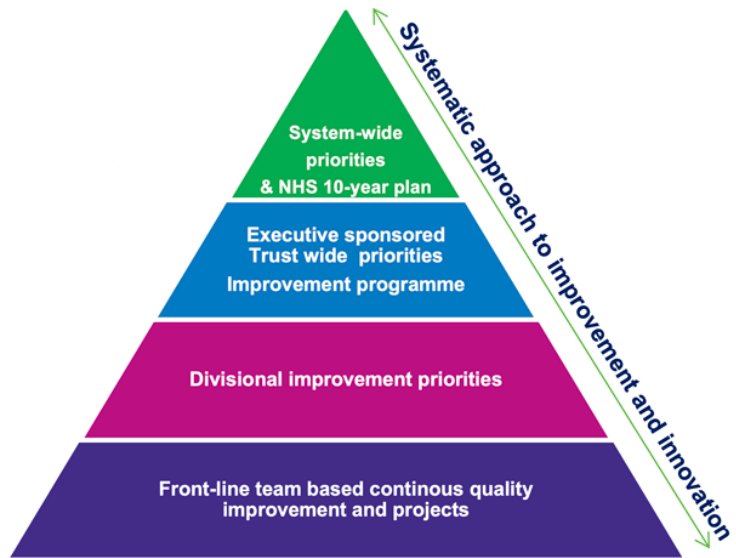 System-wide
priorities
& NHS 10-year plan
Executive sponsored
Trust wide priorities
Improvement programme
Divisional improvement priorities
Front-line team based continous quality
improvement and projects
Systematic approach to improvement and innovation